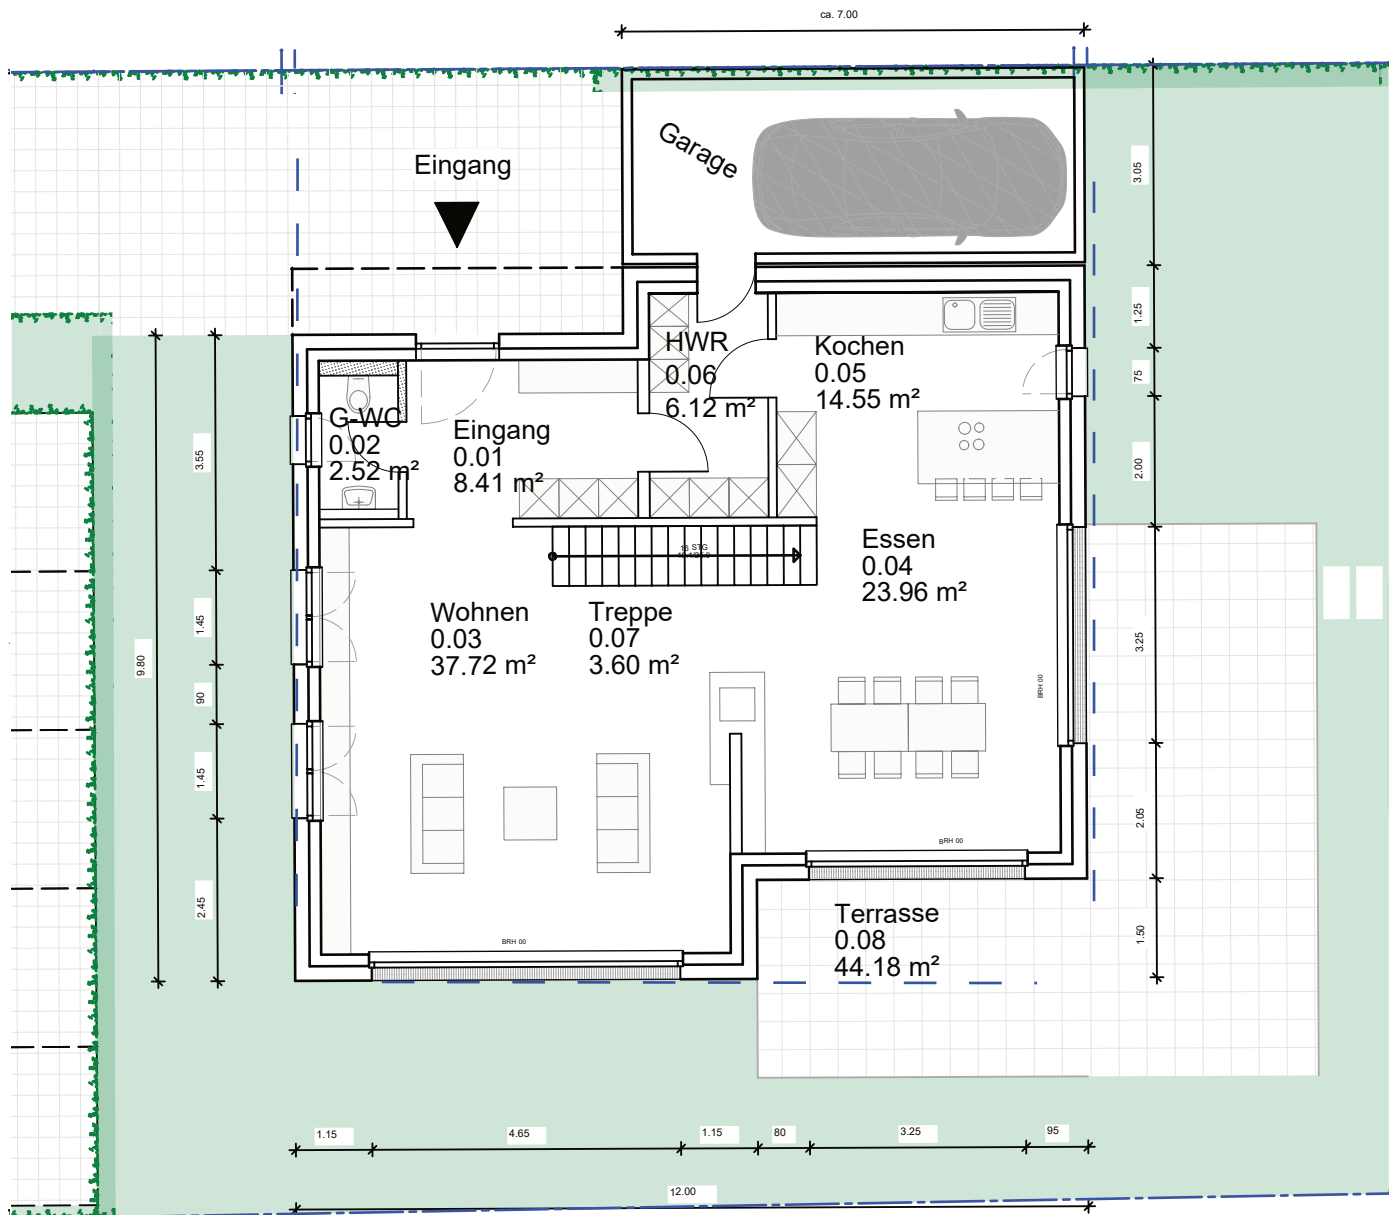 ca. 7.00
Garage
Eingang
3.05
1.25
HWR
0.06
6.12 m²
Kochen
0.05
14.55 m²
75
G-WC
0.02
2.52 m²
Eingang
0.01
8.41 m²
3.55
2.00
Essen
0.04
23.96 m²
16 STG
Wohnen
0.03
37.72 m²
Treppe
0.07
3.60 m²
1.45
9.80
90
3.25
BRH 00
1.45
2.05
BRH 00
2.45
Terrasse
0.08
44.18 m²
1.50
BRH 00
1.15
4.65
1.15
80
3.25
95
12.00